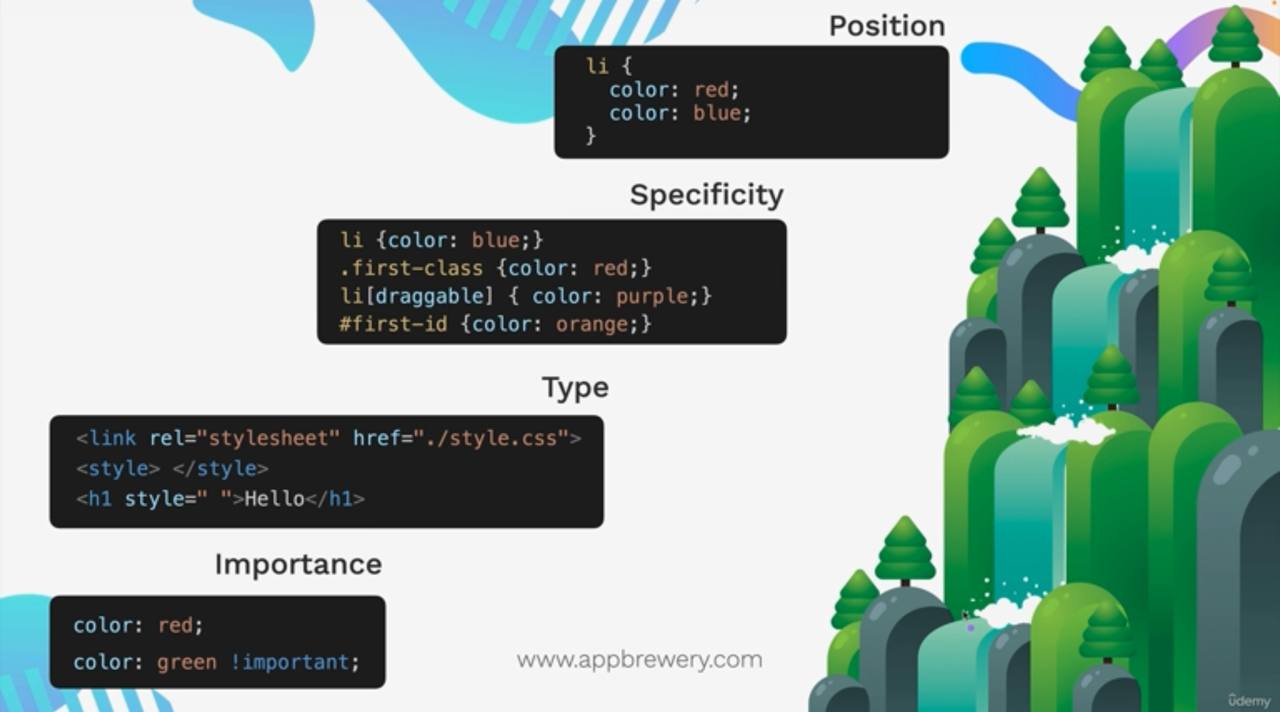 Position
li {
  color: red;
  color: blue;
}
Specificity
li {color: blue;}
.first-class {color: red;}
li[draggable] { color: purple;}
#first-id {color: orange;}
Type
<link rel="stylesheet" href="./style.css">
<style> </style>
<h1 style=" ">Hello</h1>
Importance
color: red;
color: green !important;
www.appbrewery.com
ûdemy